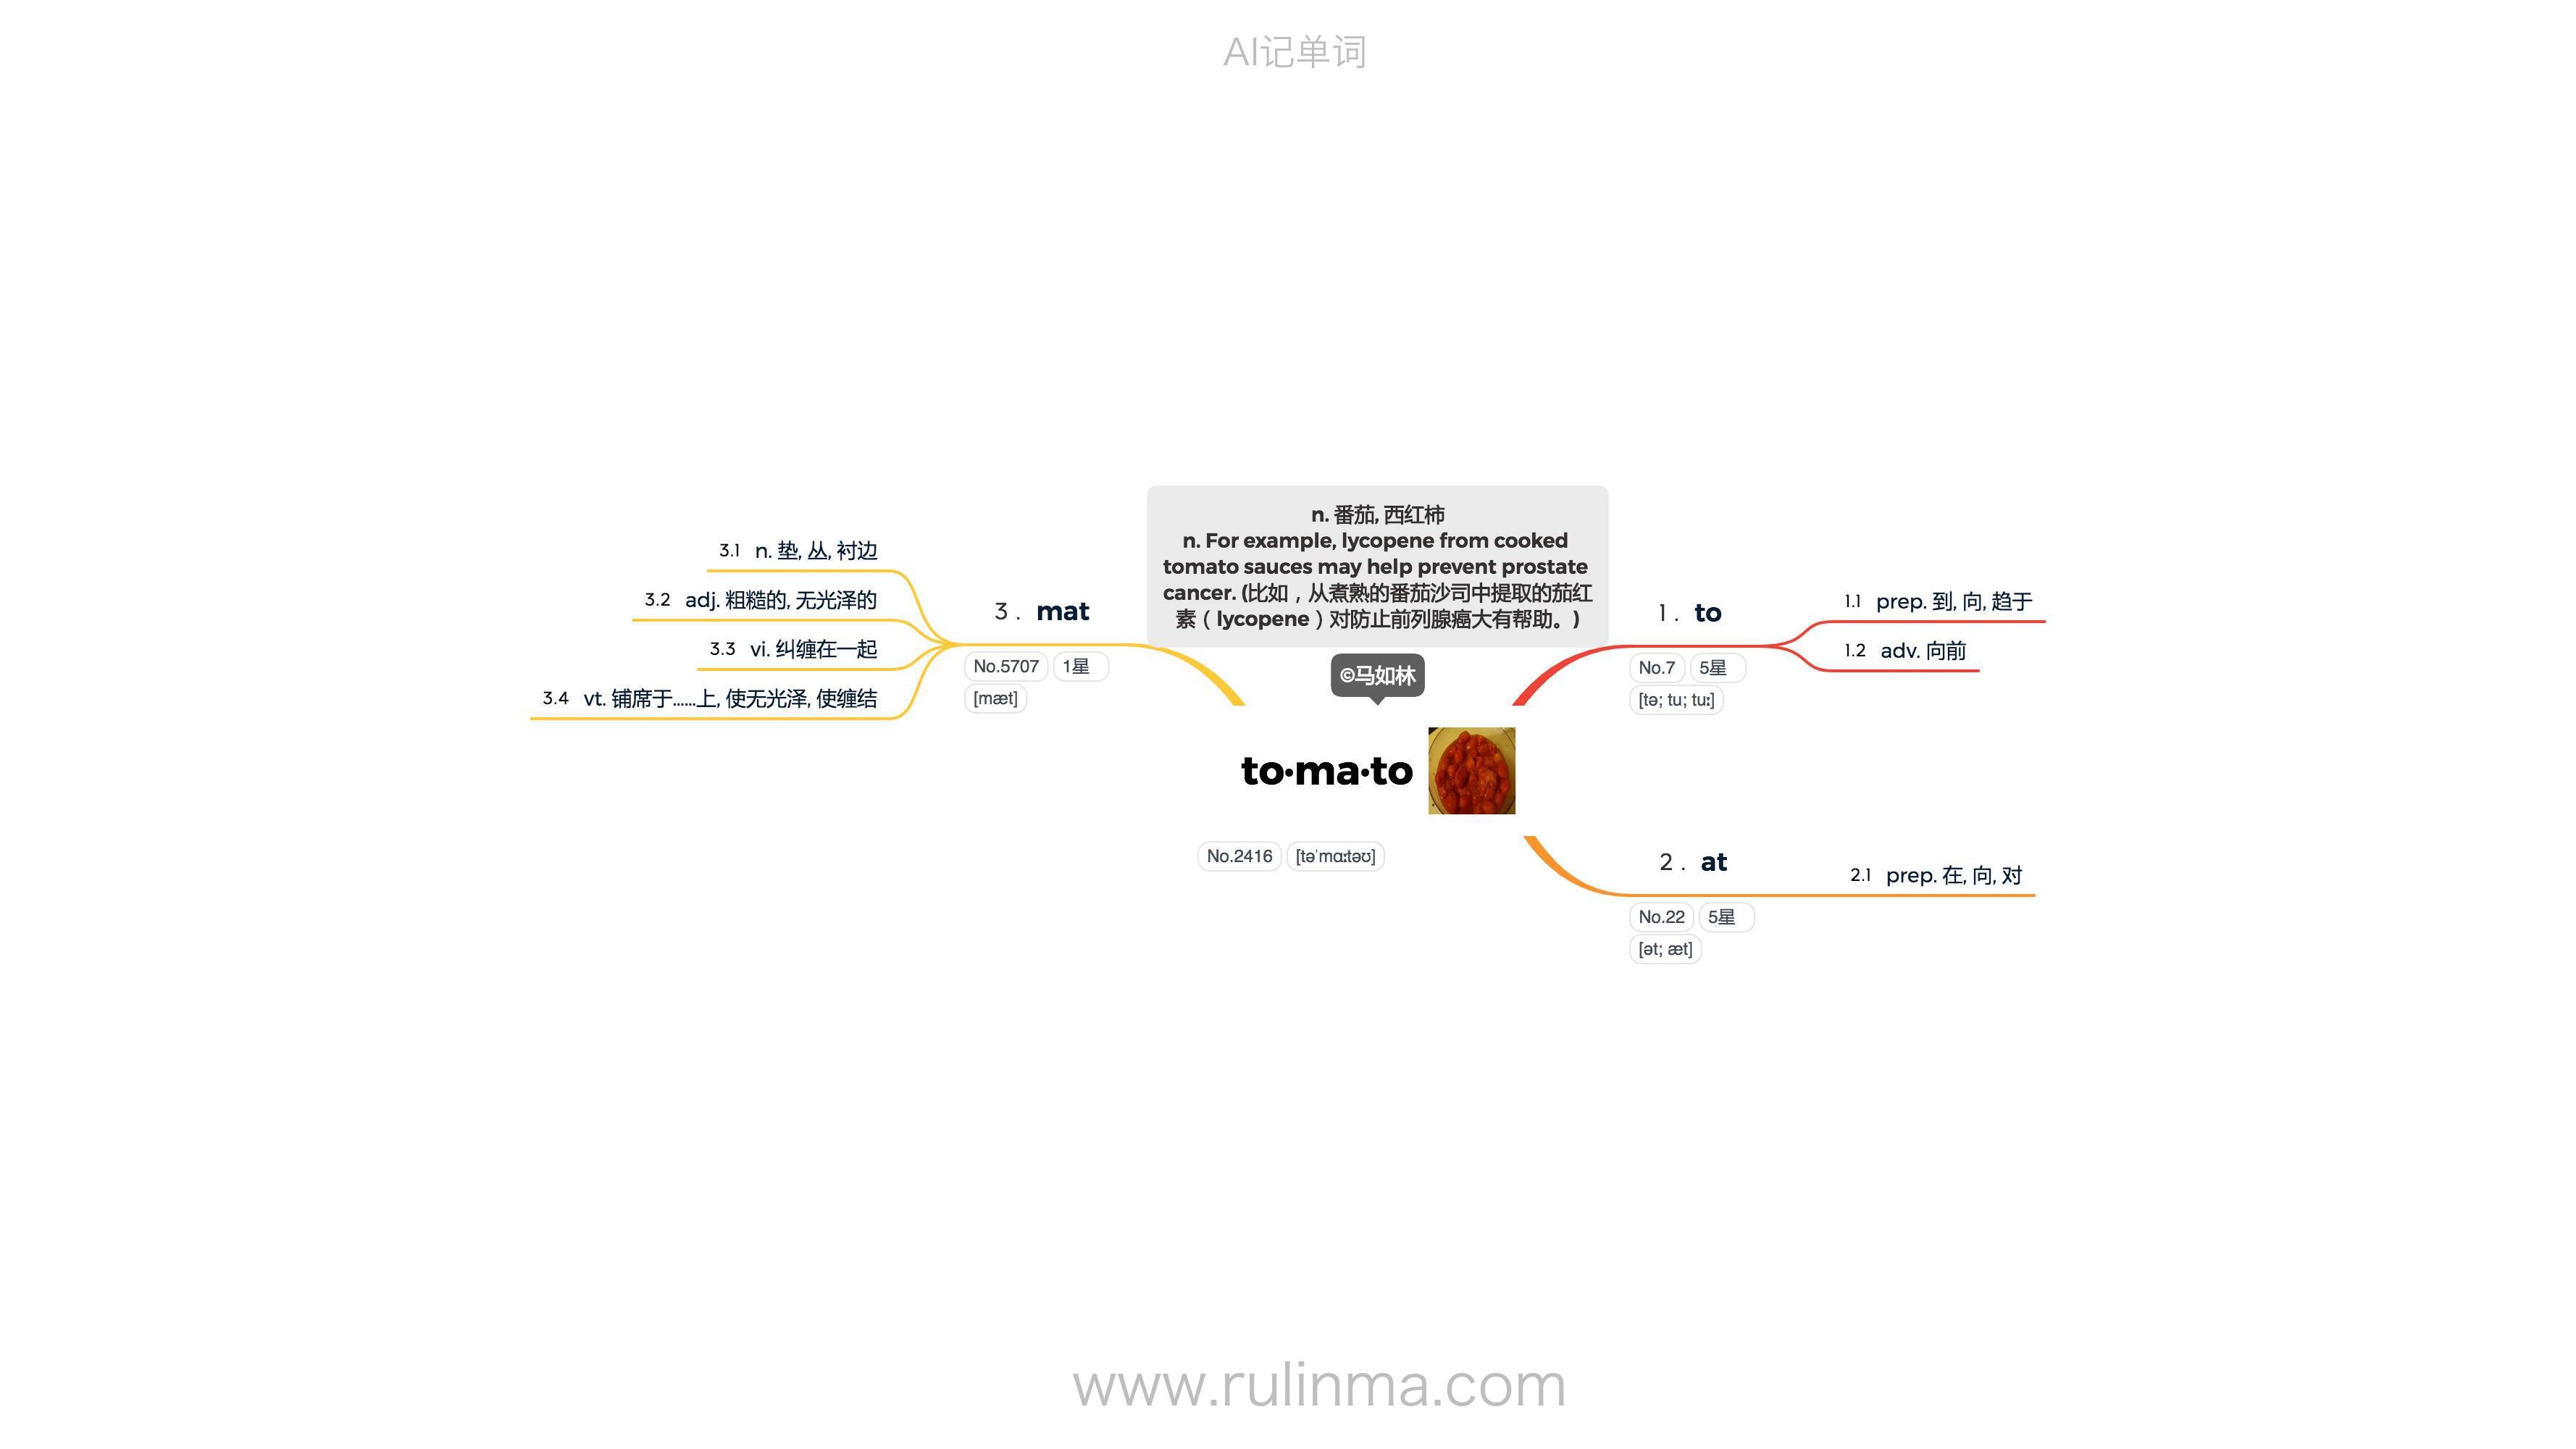 AI记单词
n. 番茄, 西红柿
n. For example, lycopene from cooked
tomato sauces may help prevent prostate
cancer. (比如，从煮熟的番茄沙司中提取的茄红
素（lycopene）对防止前列腺癌大有帮助。)
©马如林
to·ma·to
No.2416 [təˈmɑːtəʊ]
1. to
No.7 5星
[tə; tu; tuː]
1.1 prep. 到, 向, 趋于
1.2 adv. 向前
2. at
No.22 5星
[ət; æt]
2.1 prep. 在, 向, 对
3. mat
No.5707 1星
[mæt]
3.1 n. 垫, 丛, 衬边
3.2 adj. 粗糙的, 无光泽的
3.3 vi. 纠缠在一起
3.4 vt. 铺席于……上, 使无光泽, 使缠结
www.rulinma.com